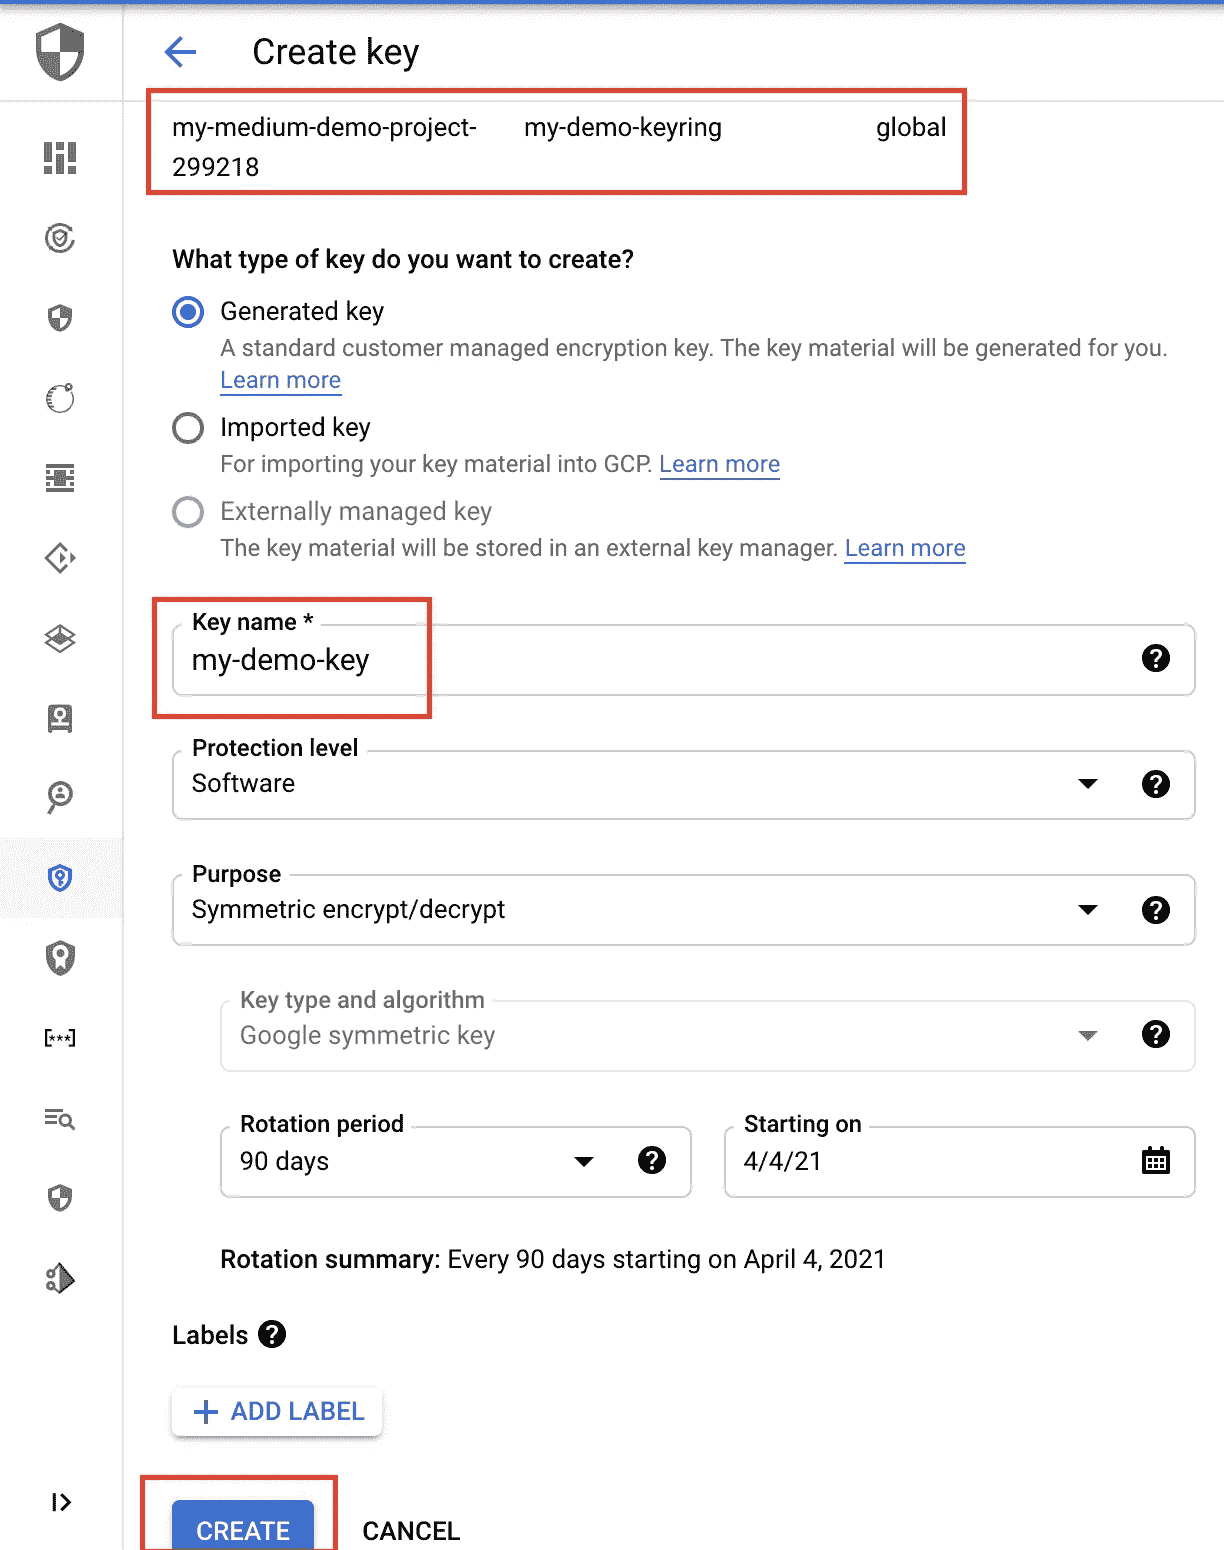 Create key
my-medium-demo-project- my-demo-keyring global
299218
What type of key do you want to create?
Generated key
A standard customer managed encryption key. The key material will be generated for you.
Learn more
Imported key
For importing your key material into GCP. Learn more
Externally managed key
The key material will be stored in an external key manager. Learn more
Key name *
my-demo-key
Protection level
Software
Purpose
Symmetric encrypt/decrypt
Key type and algorithm
Google symmetric key
[***]
Rotation period Starting on
90 days 4/4/21
Rotation summary: Every 90 days starting on April 4, 2021
Labels
ADD LABEL
CREATE CANCEL